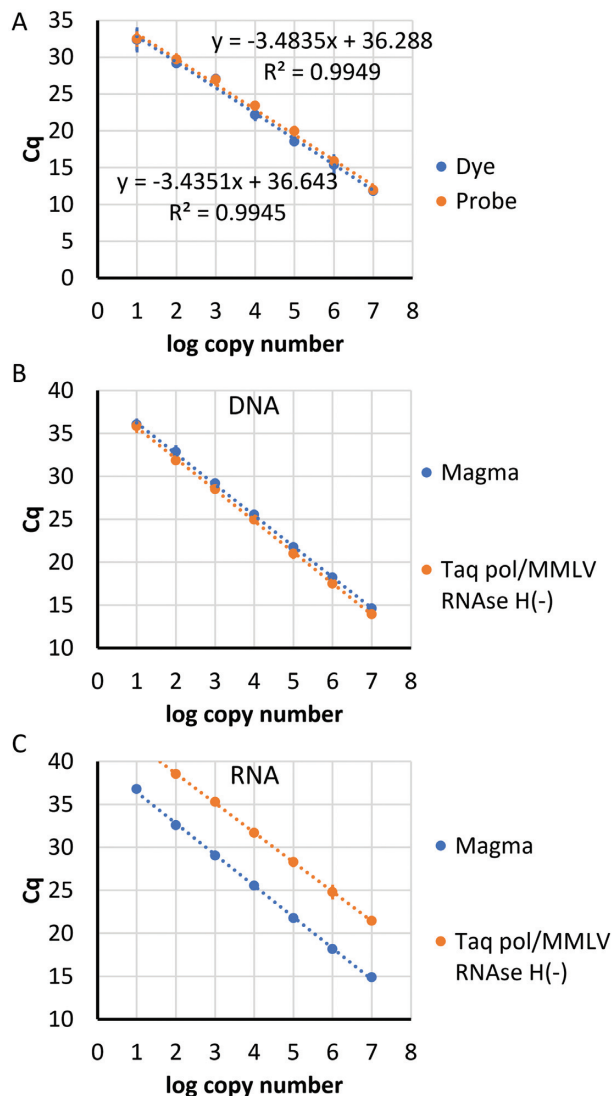 A
35
30
25
20
15
10
5
0
Cq
y = -3.4835x + 36.288
R² = 0.9949
y = -3.4351x + 36.643
R² = 0.9945
0 1 2 3 4 5 6 7 8
log copy number
Dye
Probe
B
DNA
40
35
30
25
20
15
10
Cq
0 1 2 3 4 5 6 7 8
log copy number
Magma
Taq pol/MMLV
RNAse H(-)
C
RNA
40
35
30
25
20
15
10
Cq
0 1 2 3 4 5 6 7 8
log copy number
Magma
Taq pol/MMLV
RNAse H(-)